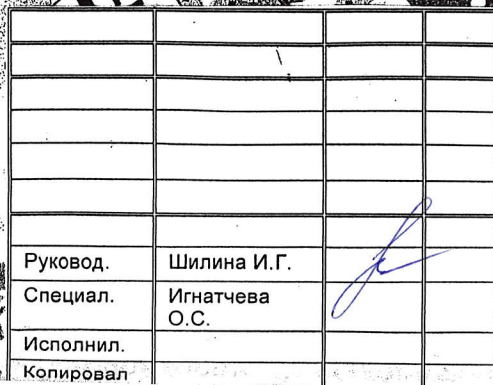 Руковод. Шилина И.Г.
Специал. Игнатчева
О.С.
Исполнил.
Копировал